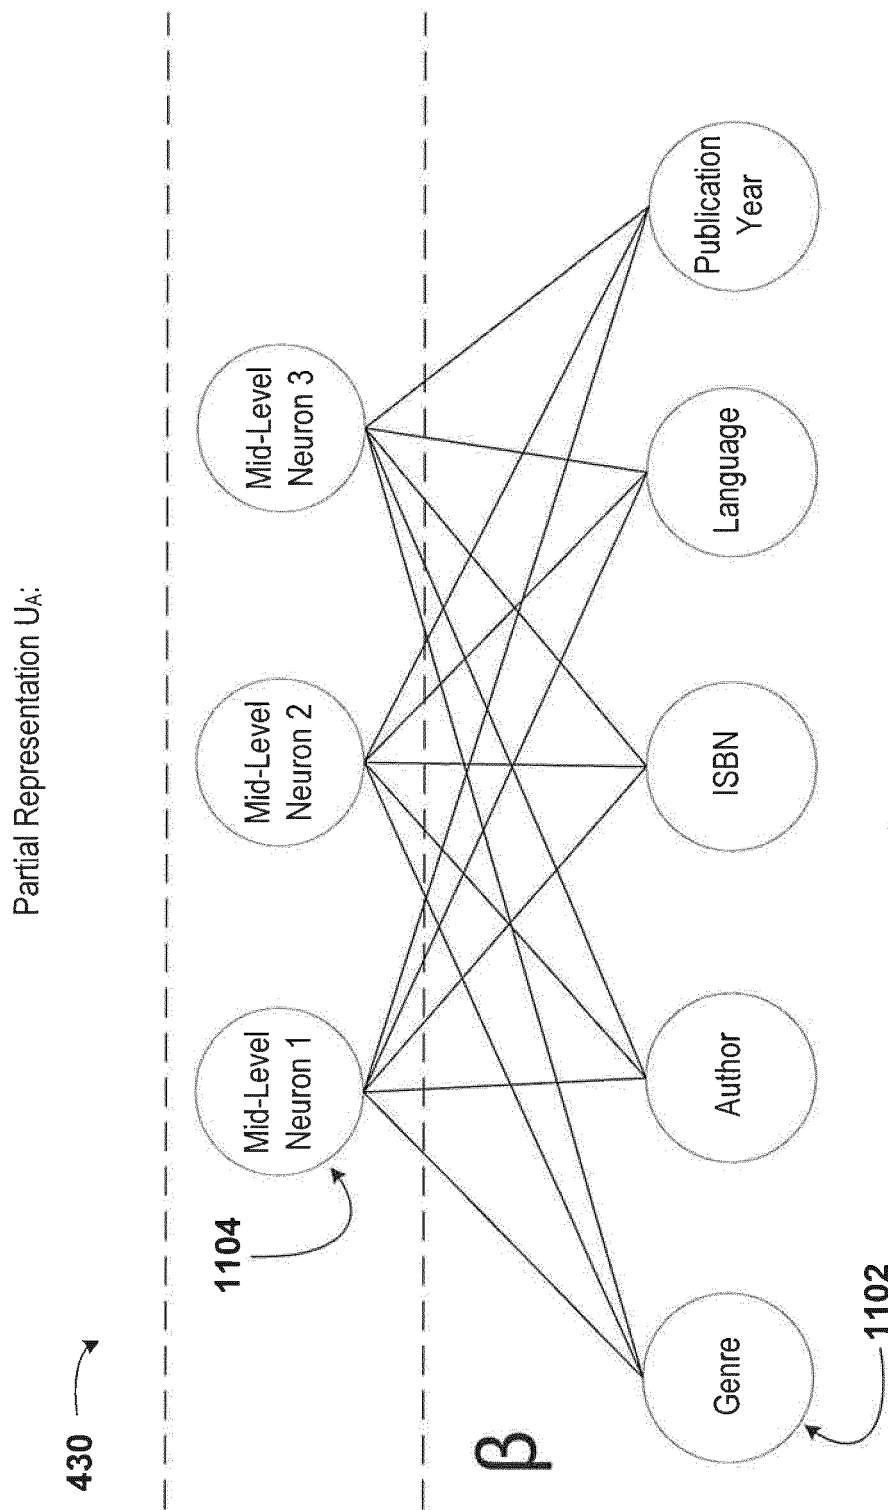 Partial Representation UA:
430
1104
Mid-Level
Neuron 1
Mid-Level
Neuron 2
Mid-Level
Neuron 3
β
Genre
Author
ISBN
Language
Publication
Year
1102